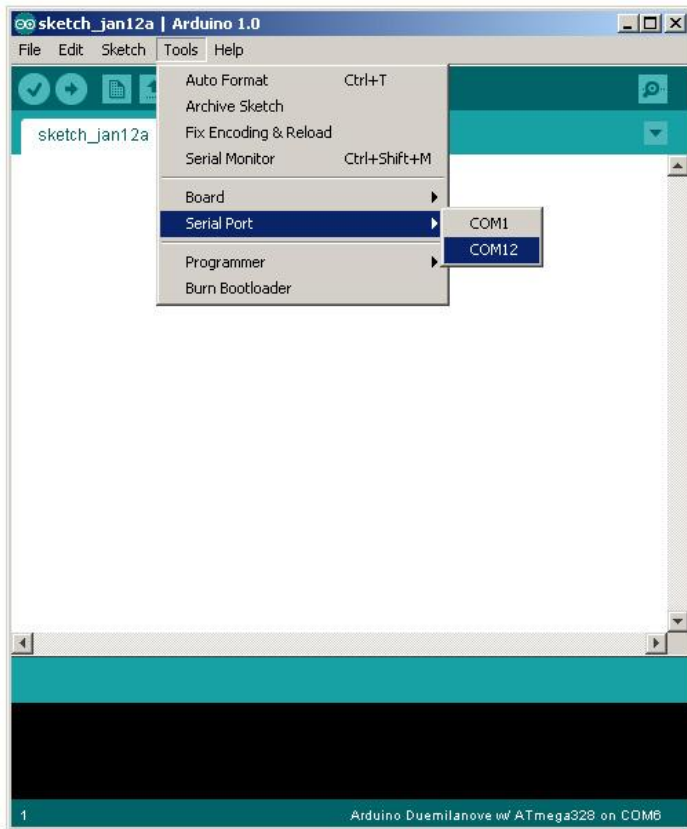 sketch_jan12a | Arduino 1.0
File Edit Sketch Tools Help
sketch_jan12a
Auto Format Ctrl+T
Archive Sketch
Fix Encoding & Reload
Serial Monitor Ctrl+Shift+M
Board
Serial Port
COM1
COM12
Programmer
Burn Bootloader
1
Arduino Duemilanove w/ ATmega328 on COM6